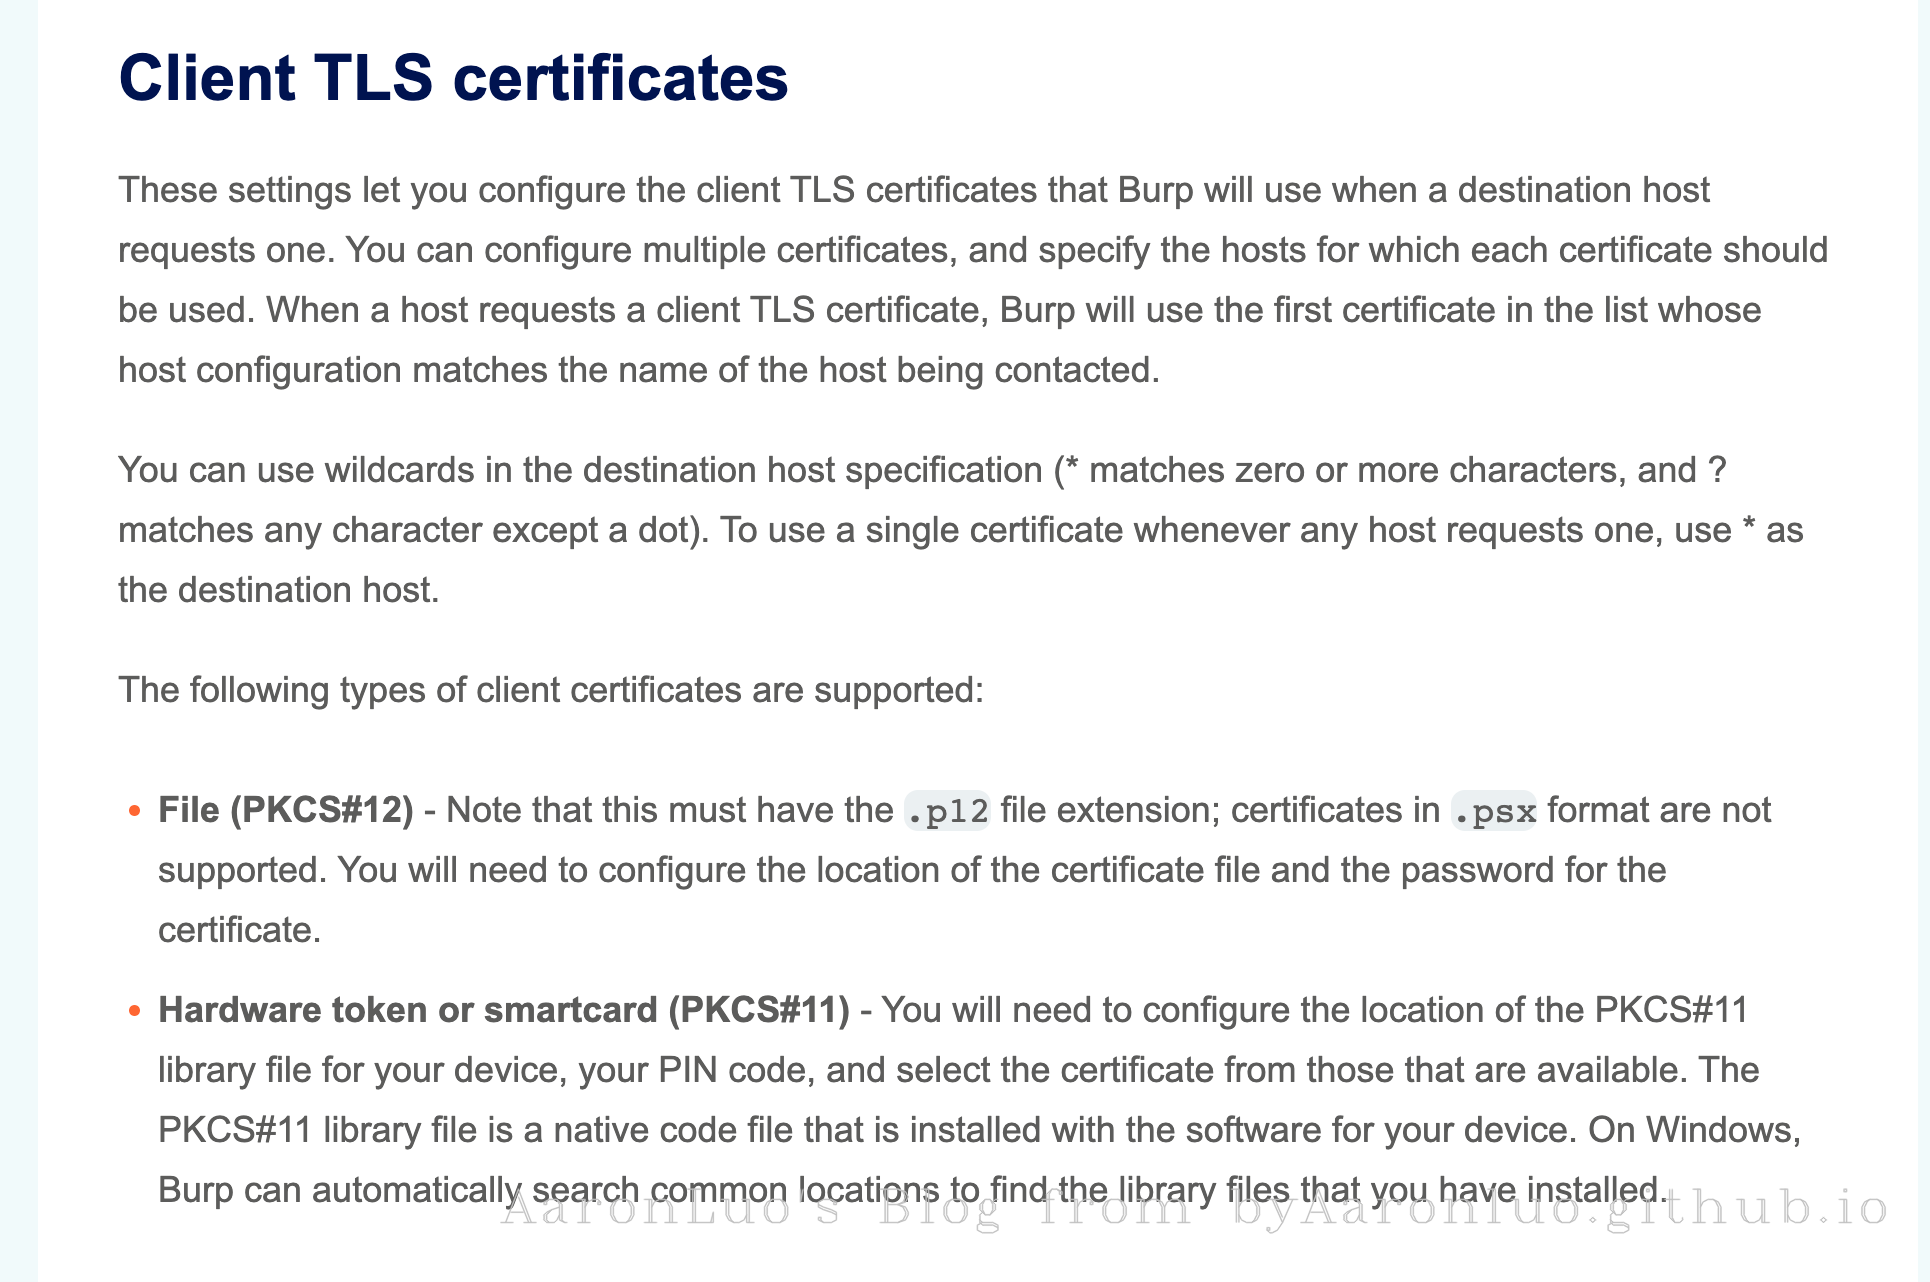 Client TLS certificates
These settings let you configure the client TLS certificates that Burp will use when a destination host
requests one. You can configure multiple certificates, and specify the hosts for which each certificate should
be used. When a host requests a client TLS certificate, Burp will use the first certificate in the list whose
host configuration matches the name of the host being contacted.
You can use wildcards in the destination host specification (* matches zero or more characters, and ?
matches any character except a dot). To use a single certificate whenever any host requests one, use * as
the destination host.
The following types of client certificates are supported:
• File (PKCS#12) - Note that this must have the .p12 file extension; certificates in .psx format are not
supported. You will need to configure the location of the certificate file and the password for the
certificate.
• Hardware token or smartcard (PKCS#11) - You will need to configure the location of the PKCS#11
library file for your device, your PIN code, and select the certificate from those that are available. The
PKCS#11 library file is a native code file that is installed with the software for your device. On Windows,
Burp can automatically search common locations to find the library files that you have installed.
AaronLuo's Blog from byAaronluo.github.io